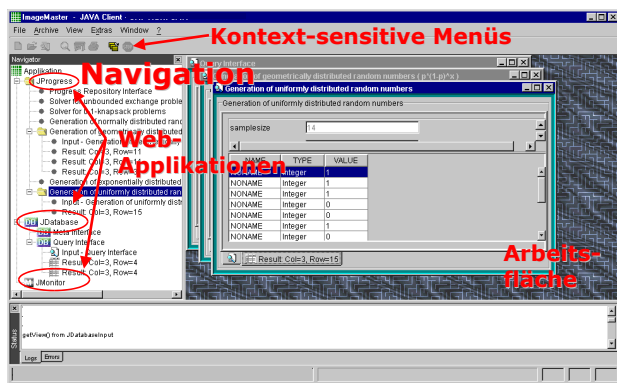 ImageMaster - JAVA Client -
File Archive View Extras Window ?
Kontext-sensitive Menüs
Navigator
Applikation
JProgress
Navigation
Progress Repository Interface
Solver for unbounded exchange proble
Solver for 0-1-knapsack problems
Generation of normally distributed rand
Generation of geometrically distributed
Input - Generation
Result: Col=3, Row=11
Result: Col=3, Row=14
Result: Col=3, Row=3
Generation of exponentially distributed
Generation of uniformly distributed ran
Input - Generation of uniformly distr
Result: Col=3, Row=15
JDatabase
Meta Interface
Query Interface
Input - Query Interface
Result: Col=3, Row=4
Result: Col=3, Row=4
JMonitor
Web-
Applikationen
Query Interface
of geometrically distributed random numbers ( p*(1-p)^x )
Generation of uniformly distributed random numbers
Generation of uniformly distributed random numbers
samplesize 14
NAME TYPE VALUE
NONAME Integer 1
NONAME Integer 1
NONAME Integer 1
NONAME Integer 0
NONAME Integer 0
NONAME Integer 1
NONAME Integer 0
Result: Col=3, Row=15
Arbeits-
fläche
Status
getView() from JDatabaseInput
Logs Errors